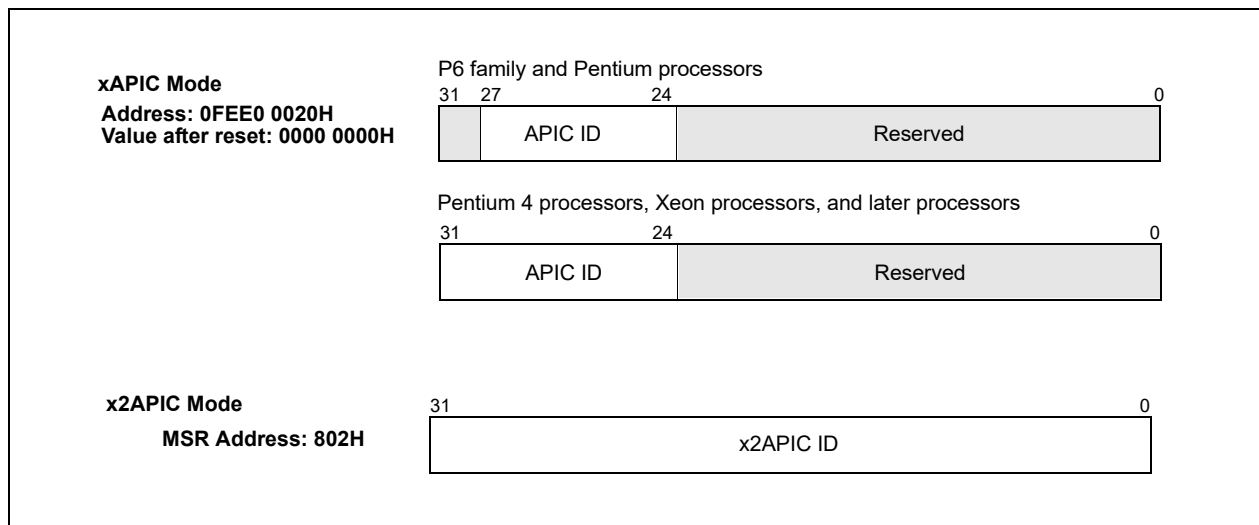 P6 family and Pentium processors
xAPIC Mode
Address: 0FEE0 0020H
Value after reset: 0000 0000H
31 27 24 0
APIC ID Reserved
Pentium 4 processors, Xeon processors, and later processors
31 24 0
APIC ID Reserved
x2APIC Mode
MSR Address: 802H
31 0
x2APIC ID